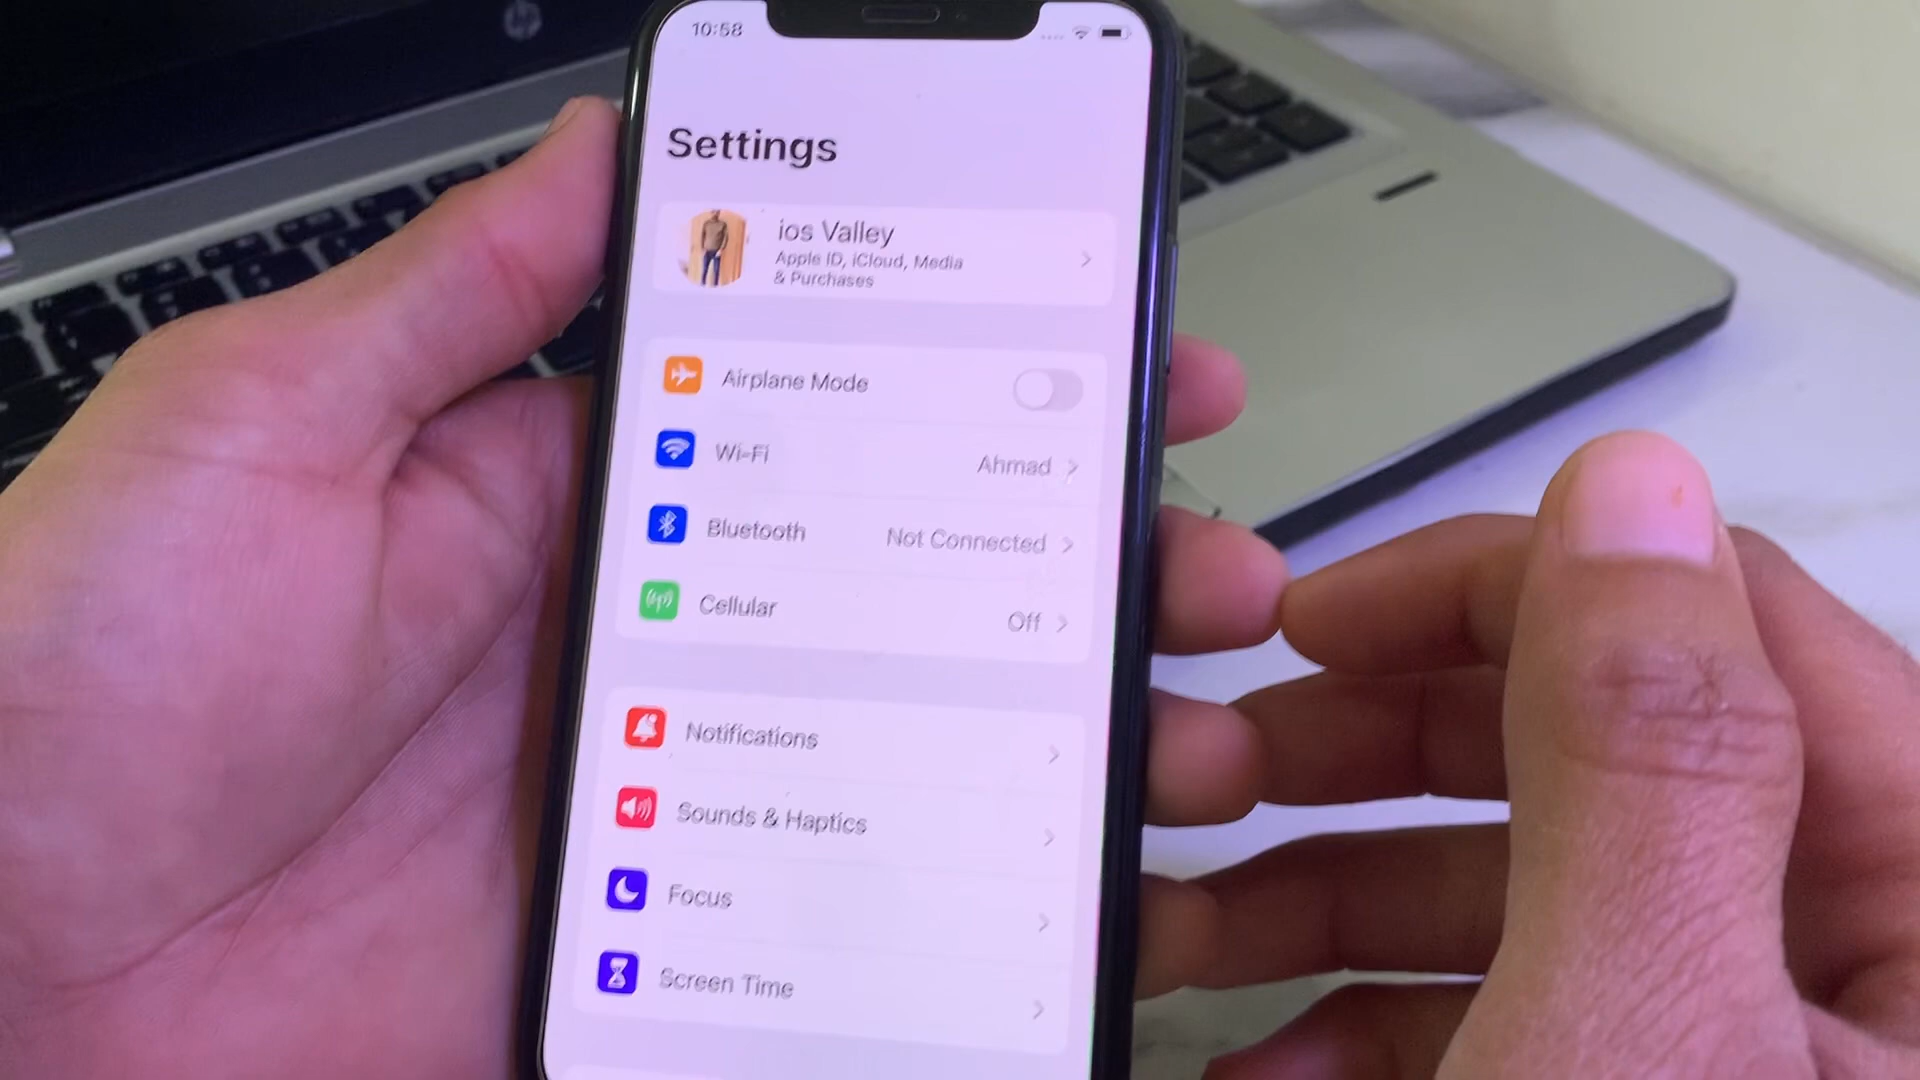 hp
10:58
Settings
ios Valley
Apple ID, iCloud, Media
& Purchases
Airplane Mode
Wi-Fi
Ahmad
Bluetooth
Not Connected
Cellular
Off
Notifications
Sounds & Haptics
Focus
Screen Time